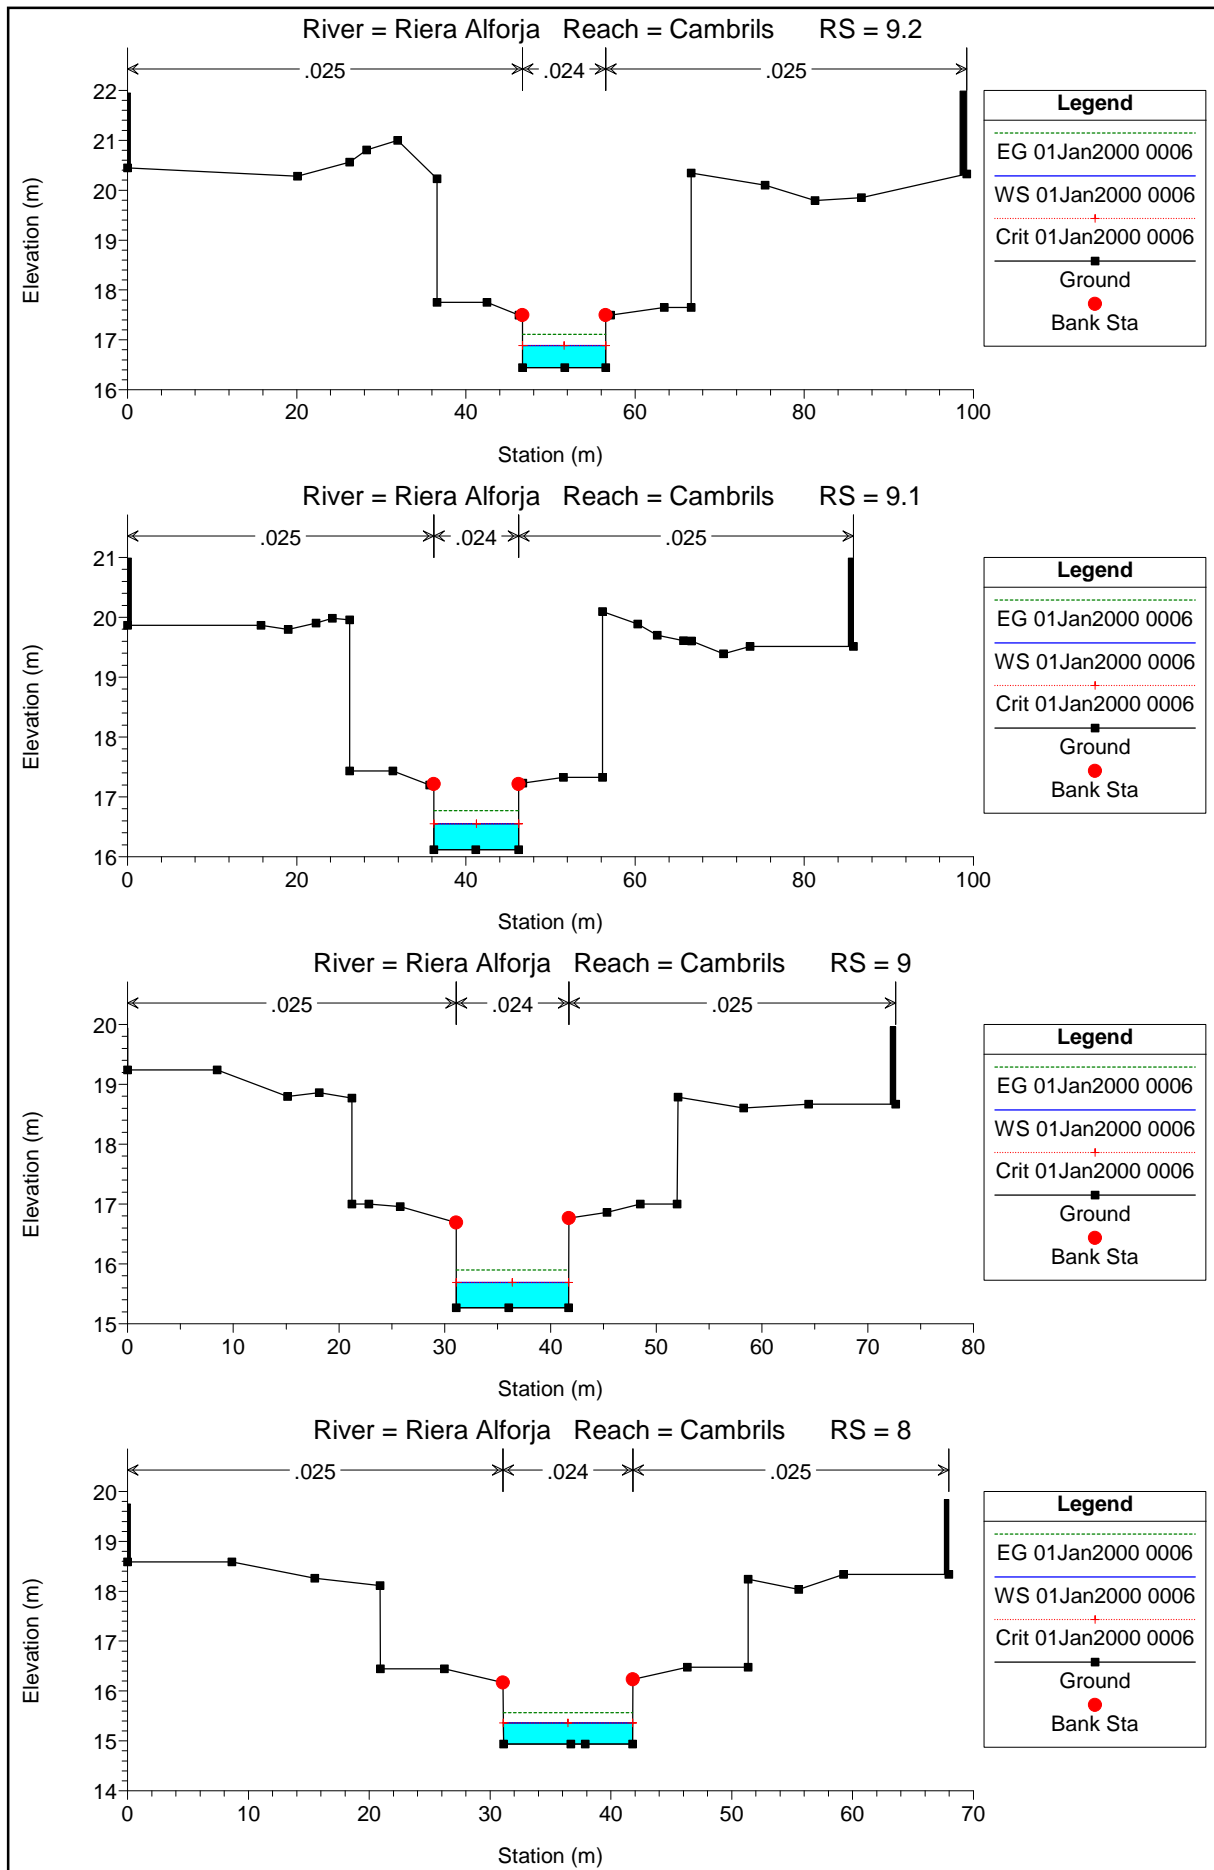 River = Riera Alforja   Reach = Cambrils      RS = 9.2
.025
.024
.025
22
21
20
19
18
17
16
0
20
40
60
80
100
Elevation (m)
Station (m)
Legend
EG 01Jan2000 0006
WS 01Jan2000 0006
Crit 01Jan2000 0006
Ground
Bank Sta
River = Riera Alforja   Reach = Cambrils      RS = 9.1
.025
.024
.025
21
20
19
18
17
16
0
20
40
60
80
100
Elevation (m)
Station (m)
Legend
EG 01Jan2000 0006
WS 01Jan2000 0006
Crit 01Jan2000 0006
Ground
Bank Sta
River = Riera Alforja   Reach = Cambrils      RS = 9
.025
.024
.025
20
19
18
17
16
15
0
10
20
30
40
50
60
70
80
Elevation (m)
Station (m)
Legend
EG 01Jan2000 0006
WS 01Jan2000 0006
Crit 01Jan2000 0006
Ground
Bank Sta
River = Riera Alforja   Reach = Cambrils      RS = 8
.025
.024
.025
20
19
18
17
16
15
14
0
10
20
30
40
50
60
70
Elevation (m)
Station (m)
Legend
EG 01Jan2000 0006
WS 01Jan2000 0006
Crit 01Jan2000 0006
Ground
Bank Sta